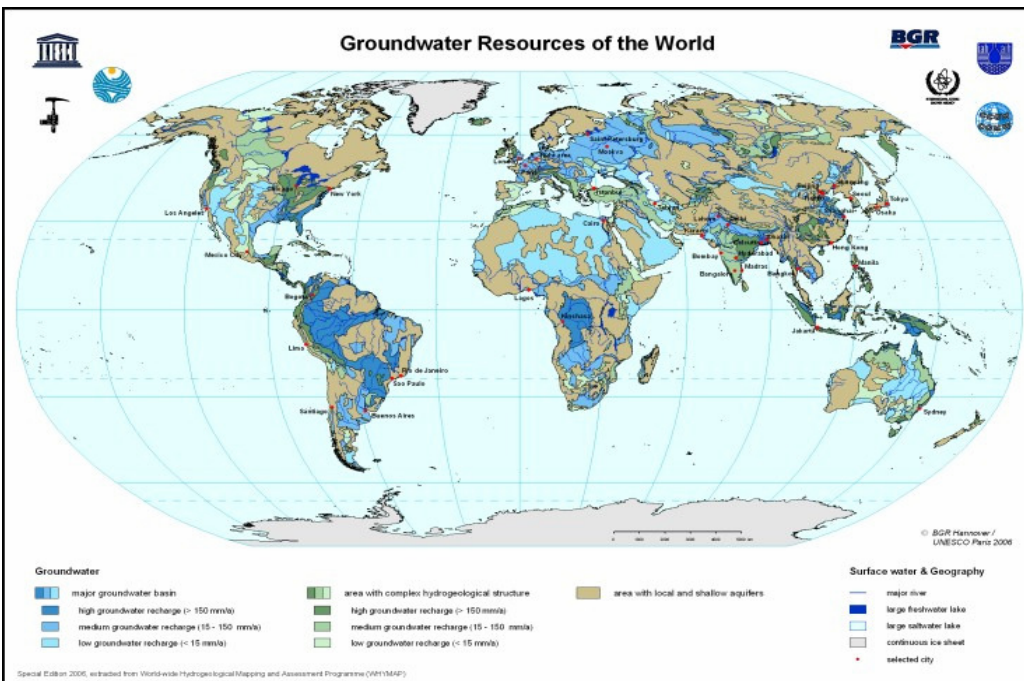 Groundwater Resources of the World
BGR
Saint Petersburg
Moskva
Paris
Istanbul
Chicago
New York
Los Angeles
Mexico City
Beijing
Seoul
Tokyo
Osaka
Cairo
Hong Kong
Bombay
Hyderabad
Madras
Bangalore
Manila
Lagos
Bogota
Kinshasa
Jakarta
Lima
Rio de Janeiro
Sao Paulo
Santiago
Buenos Aires
Sydney
© BGR Hannover /
UNESCO Paris 2006
Groundwater
major groundwater basin
high groundwater recharge (> 150 mm/a)
medium groundwater recharge (15 - 150 mm/a)
low groundwater recharge (< 15 mm/a)
area with complex hydrogeological structure
high groundwater recharge (> 150 mm/a)
medium groundwater recharge (15 - 150 mm/a)
low groundwater recharge (< 15 mm/a)
area with local and shallow aquifers
Surface water & Geography
major river
large freshwater lake
large saltwater lake
continuous ice sheet
selected city
Special Edition 2006, extracted from World-wide Hydrogeological Mapping and Assessment Programme (WHYMAP)